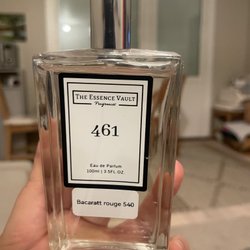 THE ESSENCE VAULT
Fragrances
461
Eau de Parfum
100ml | 3.5FL.OZ
Bacaratt rouge 540